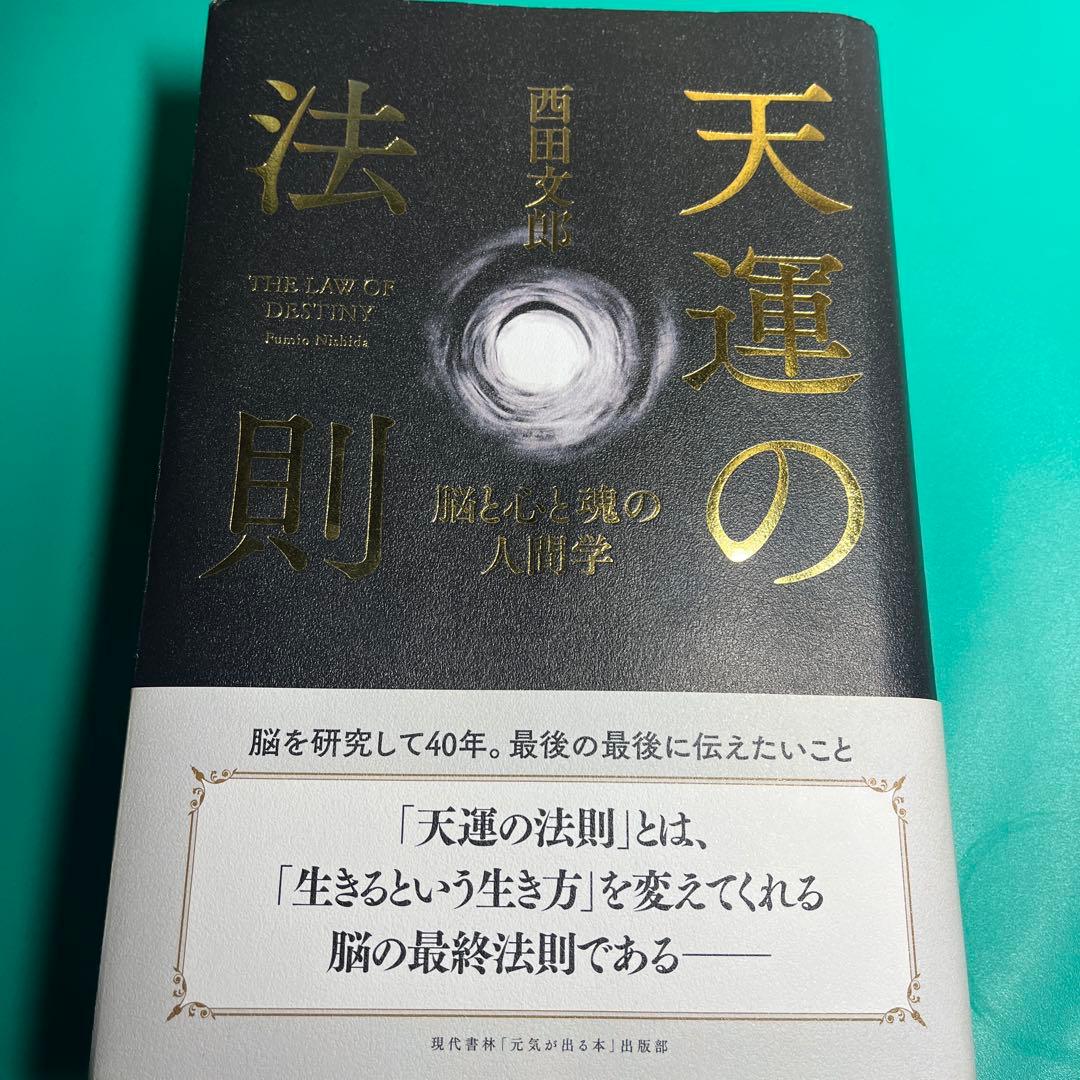 天運の
法則
西田文郎
THE LAW OF
DESTINY
Fumio Nishida
脳と心と魂の
人間学
脳を研究して40年。最後の最後に伝えたいこと
「天運の法則」とは、
「生きるという生き方」を変えてくれる
脳の最終法則である――
現代書林「元気が出る本」出版部